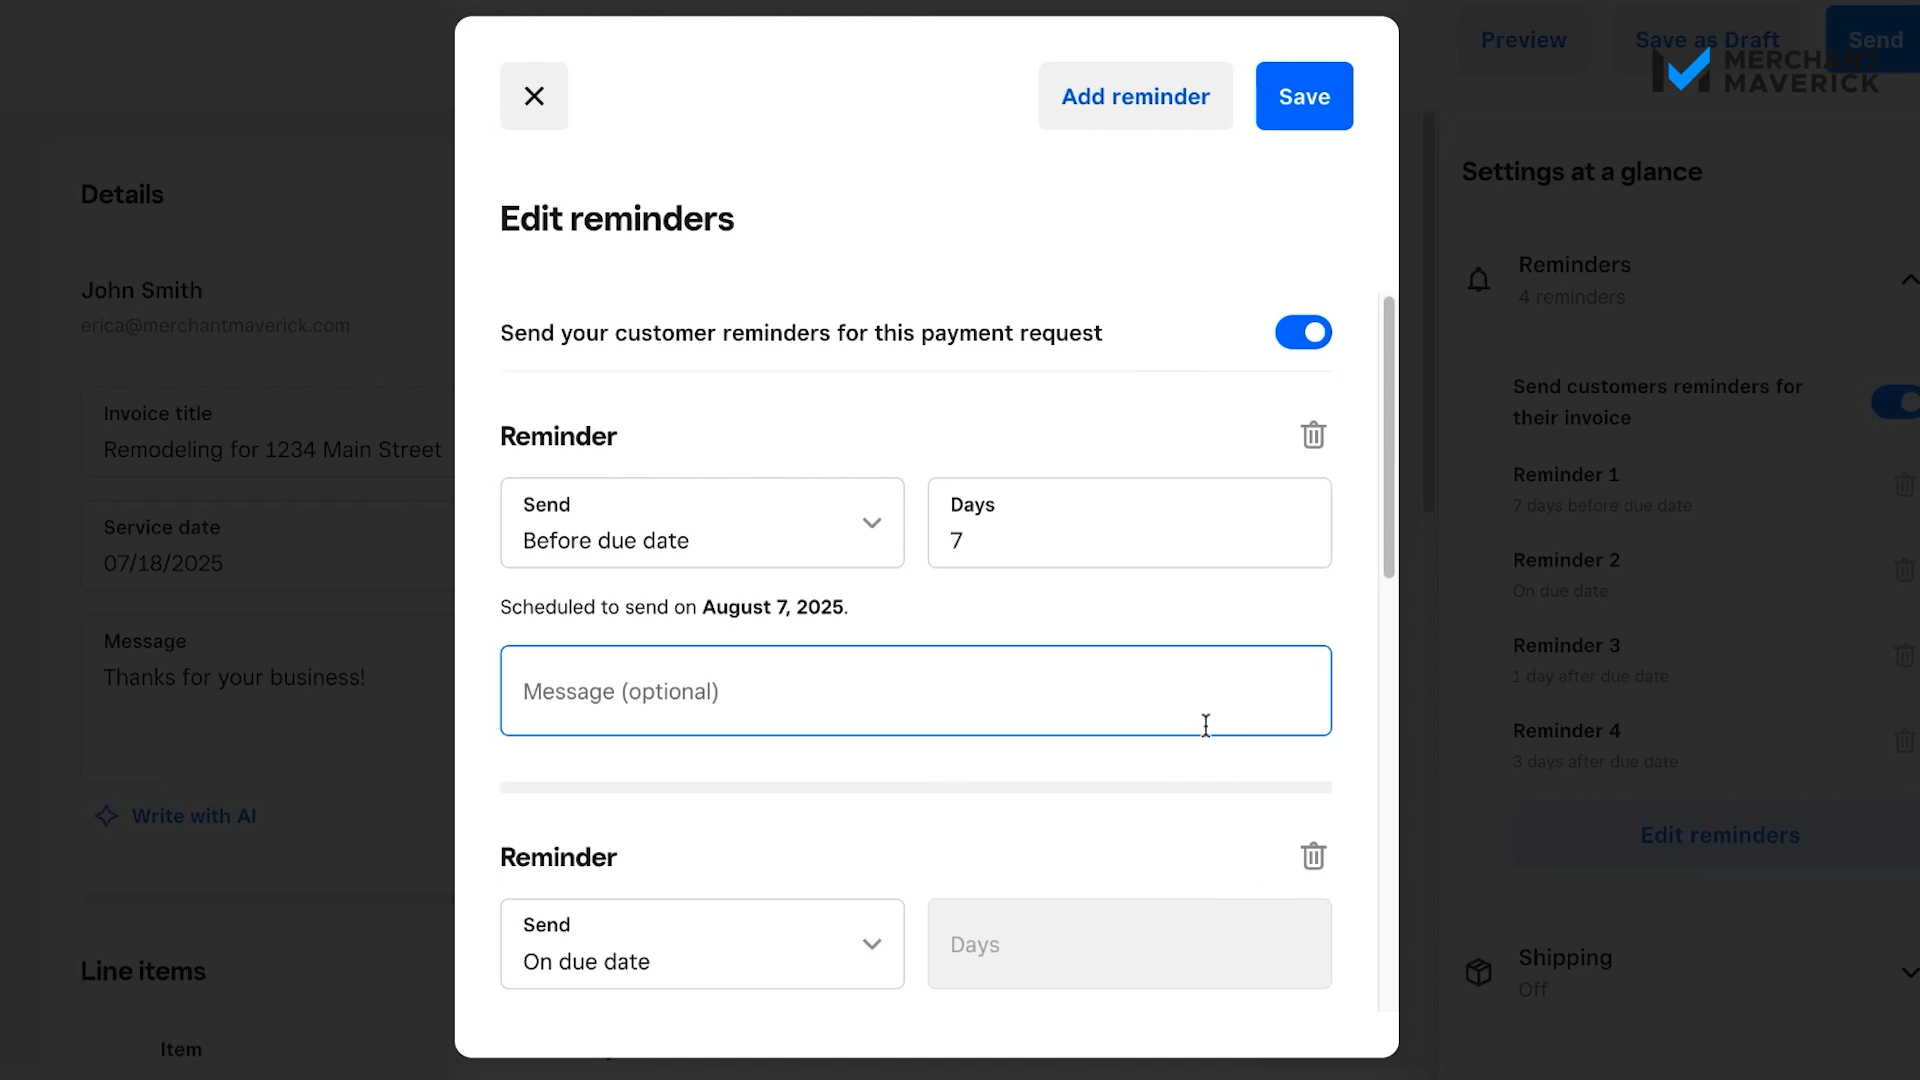 Preview
Save as Draft
Send
MERCHANT
MAVERICK
Add reminder
Save
Details
Edit reminders
Settings at a glance
John Smith
erica@merchantmaverick.com
Send your customer reminders for this payment request
Reminders
4 reminders
Invoice title
Remodeling for 1234 Main Street
Reminder
Send customers reminders for
their invoice
Send
Before due date
Days
7
Reminder 1
7 days before due date
Service date
07/18/2025
Reminder 2
On due date
Scheduled to send on August 7, 2025.
Message
Thanks for your business!
Message (optional)
Reminder 3
1 day after due date
Reminder 4
3 days after due date
Write with AI
Edit reminders
Reminder
Send
On due date
Days
Line items
Shipping
Off
Item